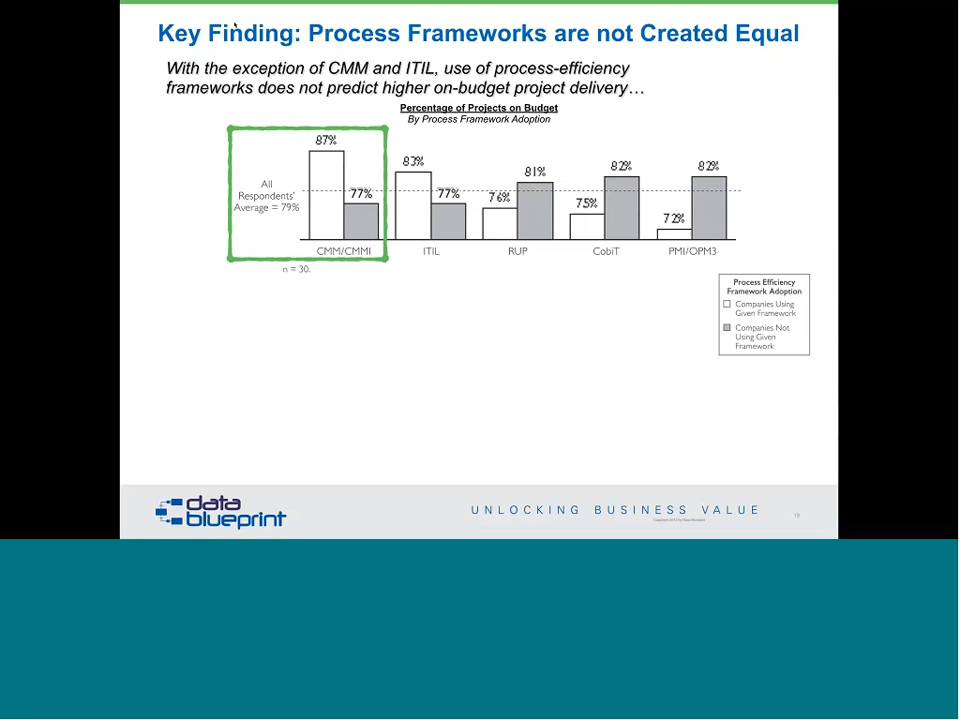 Key Finding: Process Frameworks are not Created Equal
With the exception of CMM and ITIL, use of process-efficiency
frameworks does not predict higher on-budget project delivery…
Percentage of Projects on Budget
By Process Framework Adoption
All
Respondents'
Average = 79%
87%
77%
83%
77%
76%
81%
75%
82%
72%
82%
CMM/CMMI
ITIL
RUP
CobiT
PMI/OPM3
n = 30.
Process Efficiency
Framework Adoption
Companies Using
Given Framework
Companies Not
Using Given
Framework
data
blueprint
UNLOCKING BUSINESS VALUE